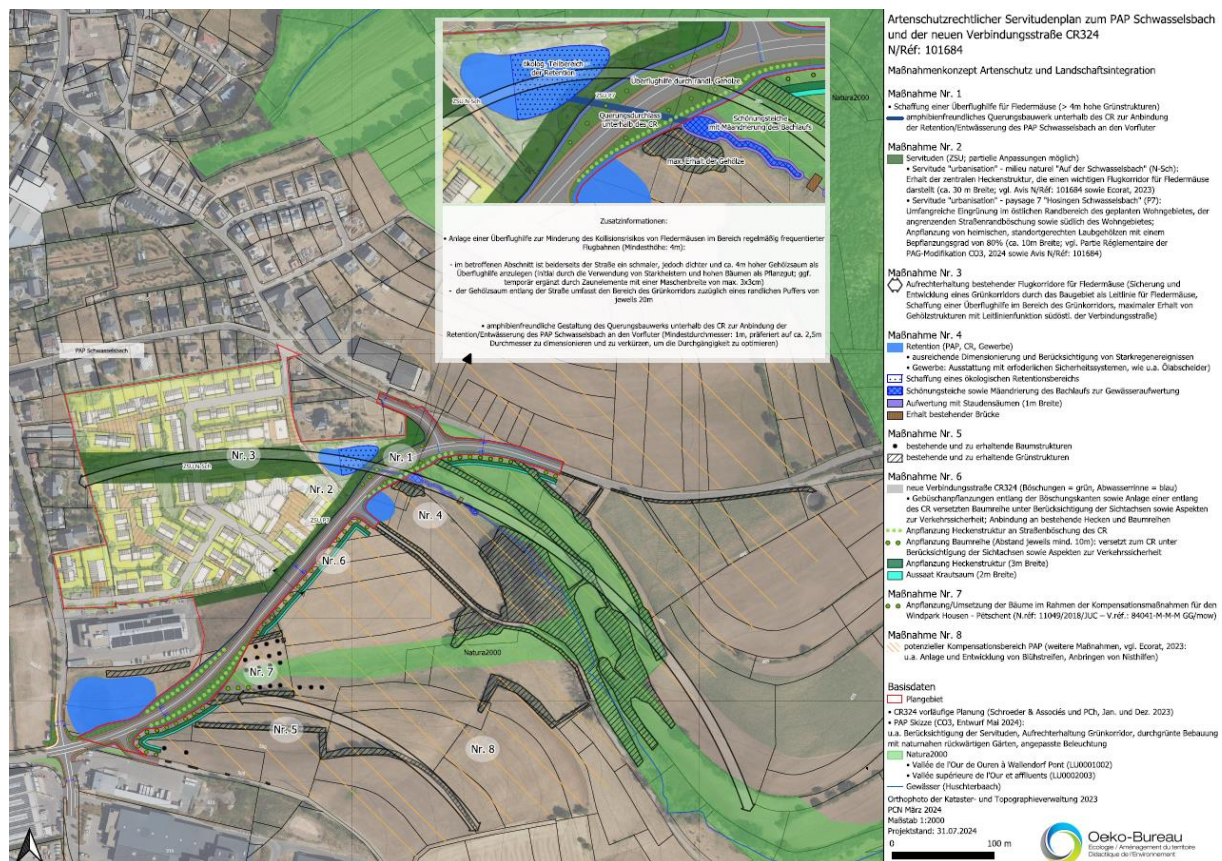 Artenschutzrechtlicher Servitudenplan zum PAP Schwasselsbach
und der neuen Verbindungsstraße CR324
N/Réf: 101684
Maßnahmenkonzept Artenschutz und Landschaftsintegration
Maßnahme Nr. 1
• Schaffung einer Überflughilfe für Fledermäuse (> 4m hohe Grünstrukturen)
amphibienfreundliches Querungsbauwerk unterhalb des CR zur Anbindung
der Retention/Entwässerung des PAP Schwasselsbach an den Vorfluter
Maßnahme Nr. 2
Servituden (ZSU; partielle Anpassungen möglich)
• Servitude "urbanisation" - milieu naturel "Auf der Schwasselsbach" (N-Sch):
Erhalt der zentralen Heckenstruktur, die einen wichtigen Flugkorridor für Fledermäuse
darstellt (ca. 30 m Breite; vgl. Avis N/Réf: 101684 sowie Ecorat, 2023)
• Servitude "urbanisation" - paysage 7 "Hosingen Schwasselsbach" (P7):
Umfangreiche Eingrünung im östlichen Randbereich des geplanten Wohngebietes, der
angrenzenden Straßenrandböschung sowie südlich des Wohngebietes;
Anpflanzung von heimischen, standortgerechten Laubgehölzen mit einem
Bepflanzungsgrad von 80% (ca. 10m Breite; vgl. Partie Réglementaire der
PAG-Modifikation CO3, 2024 sowie Avis N/Réf: 101684)
Maßnahme Nr. 3
Aufrechterhaltung bestehender Flugkorridore für Fledermäuse (Sicherung und
Entwicklung eines Grünkorridors durch das Baugebiet als Leitlinie für Fledermäuse,
Schaffung einer Überflughilfe im Bereich des Grünkorridors, maximaler Erhalt von
Gehölzstrukturen mit Leitlinienfunktion südöstl. der Verbindungsstraße)
Maßnahme Nr. 4
Retention (PAP, CR, Gewerbe)
• ausreichende Dimensionierung und Berücksichtigung von Starkregenereignissen
• Gewerbe: Ausstattung mit erfoderlichen Sicherheitssystemen, wie u.a. Ölabscheider)
Schaffung eines ökologischen Retentionsbereichs
Schönungsteiche sowie Mäandrierung des Bachlaufs zur Gewässeraufwertung
Aufwertung mit Staudensäumen (1m Breite)
Erhalt bestehender Brücke
Maßnahme Nr. 5
bestehende und zu erhaltende Baumstrukturen
bestehende und zu erhaltende Grünstrukturen
Maßnahme Nr. 6
neue Verbindungsstraße CR324 (Böschungen = grün, Abwasserrinne = blau)
• Gebüschanpflanzungen entlang der Böschungskanten sowie Anlage einer entlang
des CR versetzten Baumreihe unter Berücksichtigung der Sichtachsen sowie Aspekten
zur Verkehrssicherheit; Anbindung an bestehende Hecken und Baumreihen
Anpflanzung Heckenstruktur an Straßenböschung des CR
Anpflanzung Baumreihe (Abstand jeweils mind. 10m): versetzt zum CR unter
Berücksichtigung der Sichtachsen sowie Aspekten zur Verkehrssicherheit
Anpflanzung Heckenstruktur (3m Breite)
Aussaat Krautsaum (2m Breite)
Maßnahme Nr. 7
Anpflanzung/Umsetzung der Bäume im Rahmen der Kompensationsmaßnahmen für den
Windpark Housen - Pëtschent (N.réf: 11049/2018/JUC – V.réf.: 84041-M-M-M GG/mow)
Maßnahme Nr. 8
potenzieller Kompensationsbereich PAP (weitere Maßnahmen, vgl. Ecorat, 2023:
u.a. Anlage und Entwicklung von Blühstreifen, Anbringen von Nisthilfen)
Basisdaten
Plangebiet
• CR324 vorläufige Planung (Schroeder & Associés und PCh, Jan. und Dez. 2023)
• PAP Skizze (CO3, Entwurf Mai 2024):
u.a. Berücksichtigung der Servituden, Aufrechterhaltung Grünkorridor, durchgrünte Bebauung
mit naturnahen rückwärtigen Gärten, angepasste Beleuchtung
Natura2000
• Vallée de l'Our de Ouren à Wallendorf Pont (LU0001002)
• Vallée supérieure de l'Our et affluents (LU0002003)
Gewässer (Huschterbaach)
Orthophoto der Kataster- und Topographieverwaltung 2023
PCN März 2024
Maßstab 1:2000
Projektstand: 31.07.2024
0 100 m
Oeko-Bureau
Ecologie / Aménagement du territoire
Didactique de l'Environnement
ökolog. Teilbereich
der Retention
ZSU N Sch
ZSU P7
Überflughilfe durch randl. Gehölze
Querungsdurchlass
unterhalb des CR
Schönungsteiche
mit Mäandrierung des Bachlaufs
max. Erhalt der Gehölze
Natura2000
Zusatzinformationen:
• Anlage einer Überflughilfe zur Minderung des Kollisionsrisikos von Fledermäusen im Bereich regelmäßig frequentierter
Flugbahnen (Mindesthöhe: 4m):
- im betroffenen Abschnitt ist beiderseits der Straße ein schmaler, jedoch dichter und ca. 4m hoher Gehölzsaum als
Überflughilfe anzulegen (initial durch die Verwendung von Starkheistern und hohen Bäumen als Pflanzgut; ggf.
temporär ergänzt durch Zaunelemente mit einer Maschenbreite von max. 3x3cm)
- der Gehölzsaum entlang der Straße umfasst den Bereich des Grünkorridors zuzüglich eines randlichen Puffers von
jeweils 20m
• amphibienfreundliche Gestaltung des Querungsbauwerks unterhalb des CR zur Anbindung der
Retention/Entwässerung des PAP Schwasselsbach an den Vorfluter (Mindestdurchmesser: 1m, präferiert auf ca. 2,5m
Durchmesser zu dimensionieren und zu verkürzen, um die Durchgängigkeit zu optimieren)
PAP Schwasselsbach
Nr. 3
ZSU N Sch
Nr. 1
Nr. 2
ZSU P7
Nr. 4
Nr. 6
Natura2000
Nr. 7
Nr. 5
Nr. 8